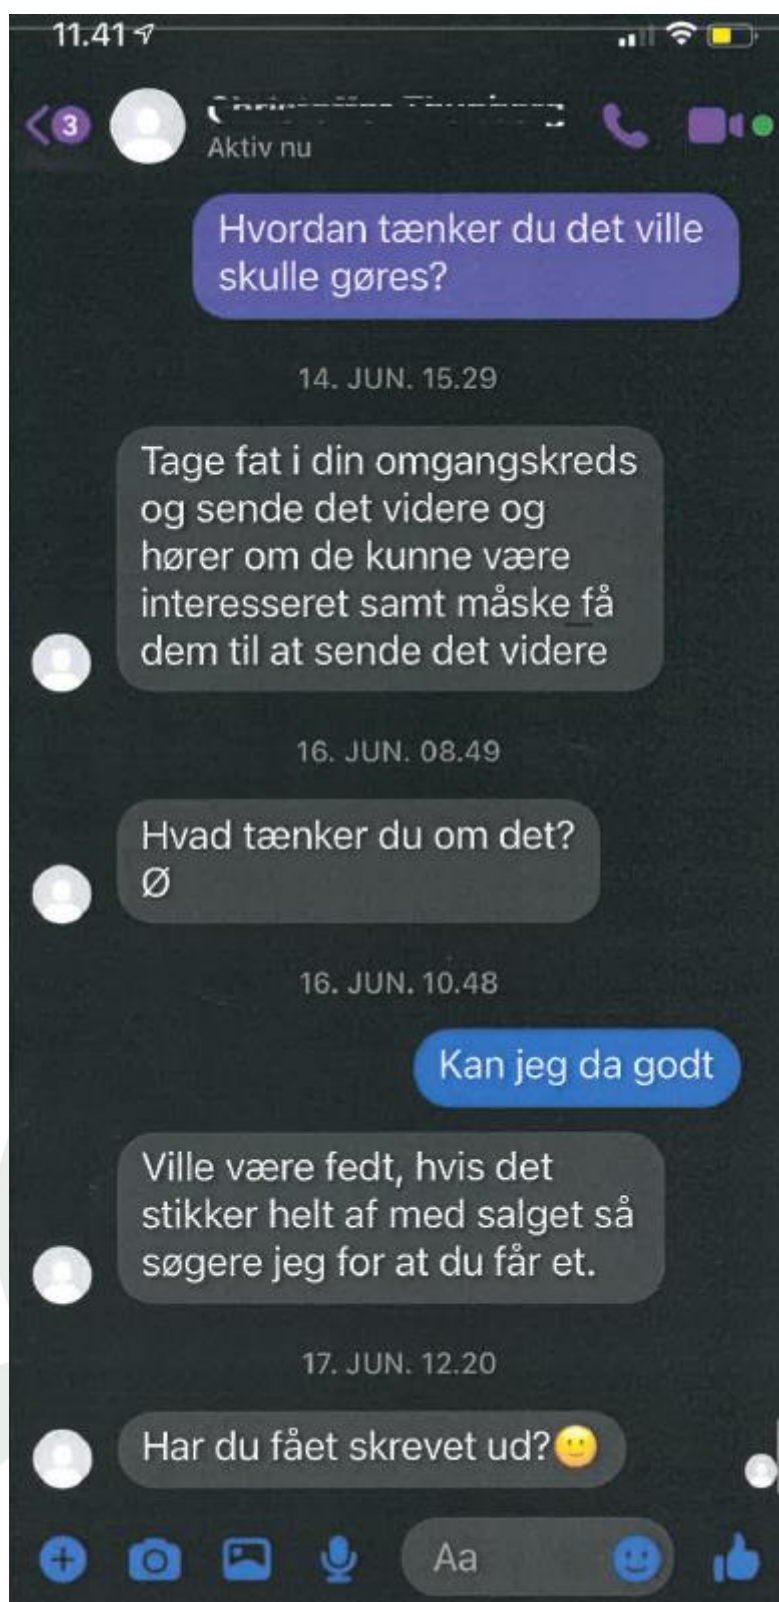 11.41
3
Aktiv nu
Hvordan tænker du det ville
skulle gøres?
14. JUN. 15.29
Tage fat i din omgangskreds
og sende det videre og
hører om de kunne være
interesseret samt måske få
dem til at sende det videre
16. JUN. 08.49
Hvad tænker du om det?
Ø
16. JUN. 10.48
Kan jeg da godt
Ville være fedt, hvis det
stikker helt af med salget så
søgere jeg for at du får et.
17. JUN. 12.20
Har du fået skrevet ud?🙂
Aa